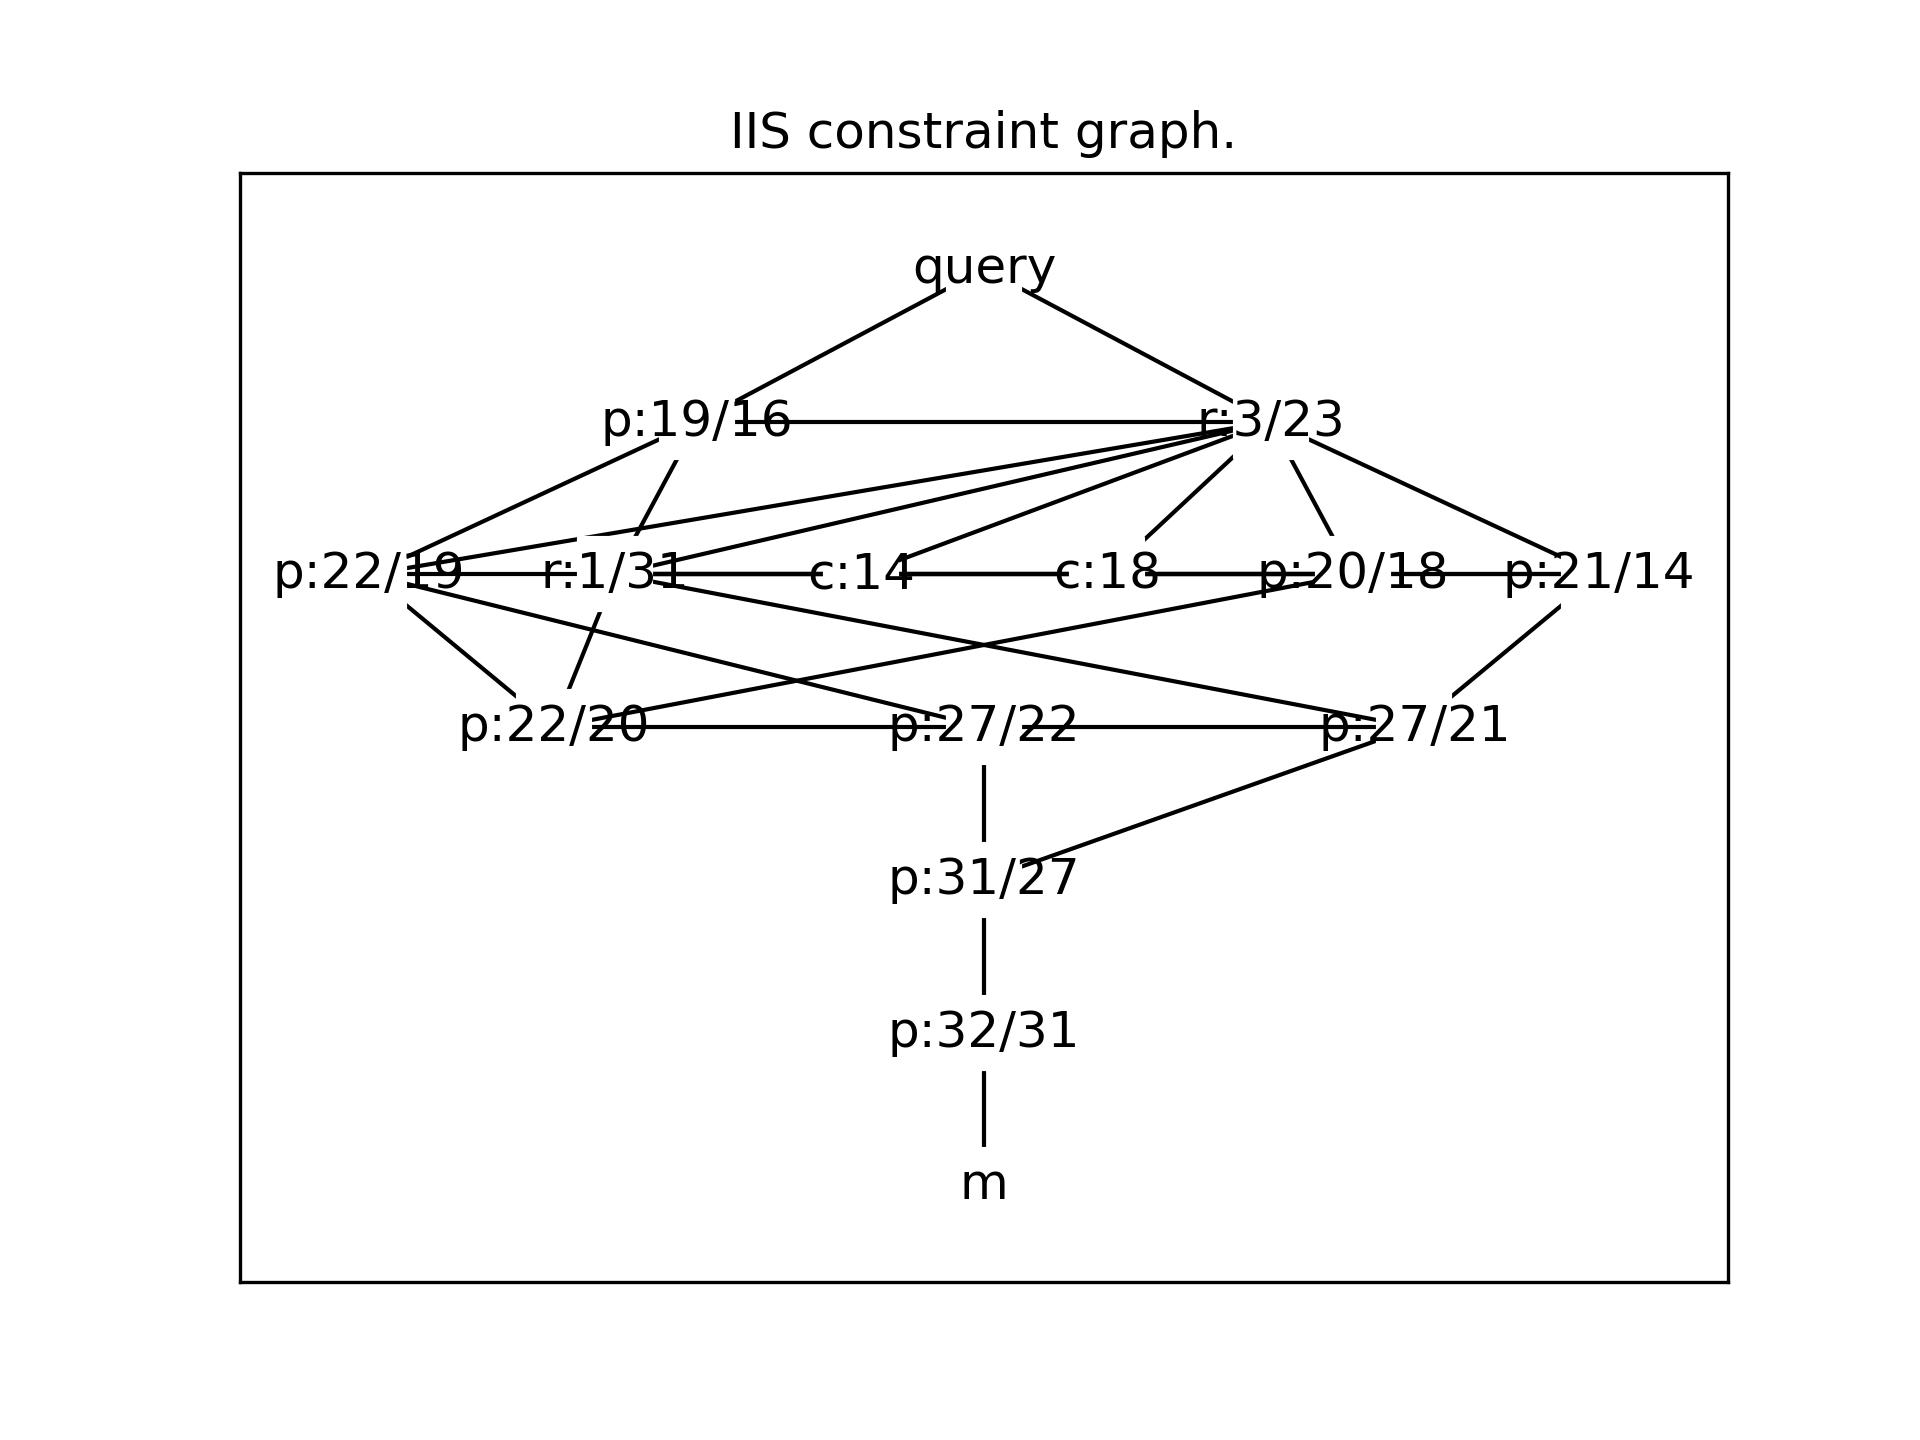 IIS constraint graph.
query
p:19/16 r:3/23
p:22/19 r:1/31 c:14 c:18 p:20/18 p:21/14
p:22/20 p:27/22 p:27/21
p:31/27
p:32/31
m